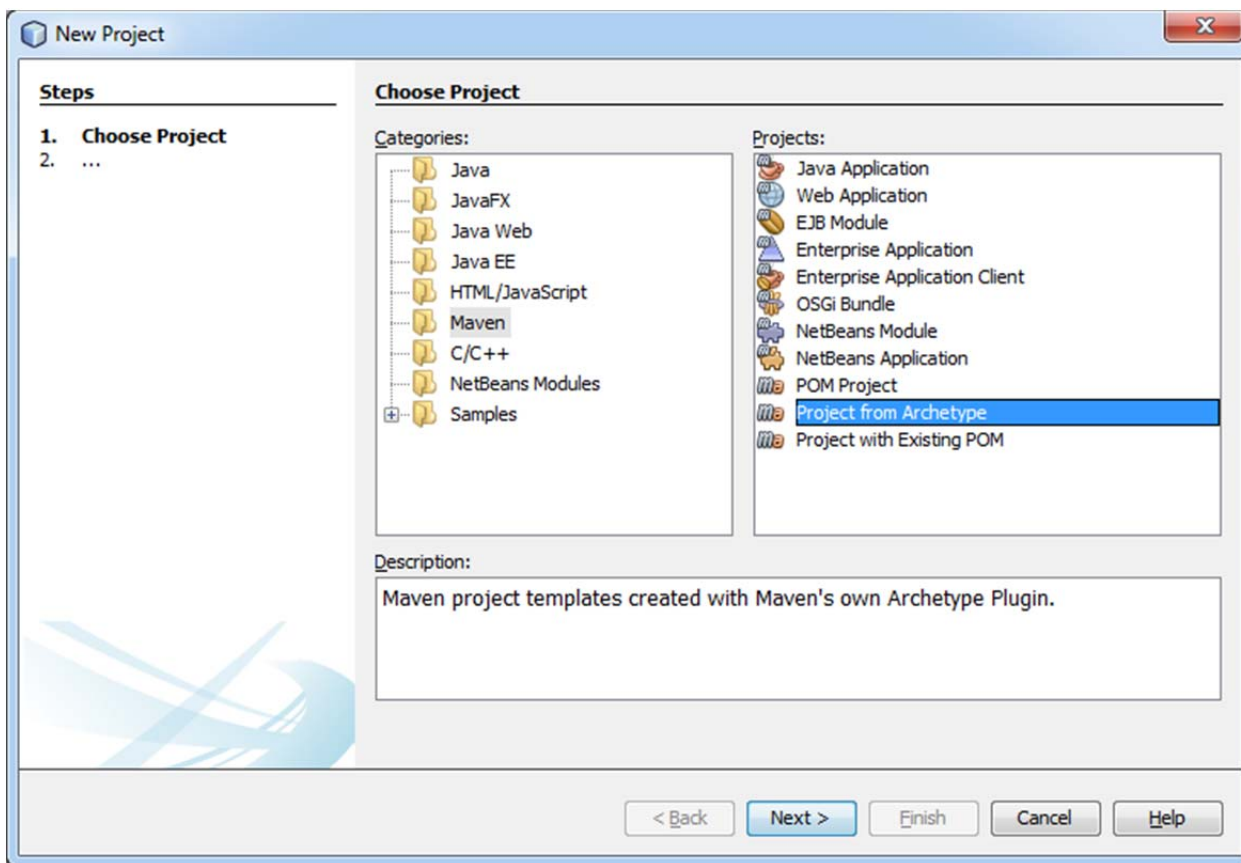 New Project
Steps
1. Choose Project
2. ...
Choose Project
Categories:
Java
JavaFX
Java Web
Java EE
HTML/JavaScript
Maven
C/C++
NetBeans Modules
Samples
Projects:
Java Application
Web Application
EJB Module
Enterprise Application
Enterprise Application Client
OSGi Bundle
NetBeans Module
NetBeans Application
POM Project
Project from Archetype
Project with Existing POM
Description:
Maven project templates created with Maven's own Archetype Plugin.
< Back
Next >
Finish
Cancel
Help